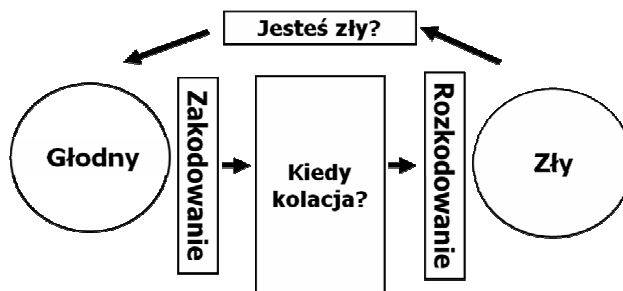 Jesteś zły?
Głodny
Zakodowanie
Kiedy
kolacja?
Rozkodowanie
Zły